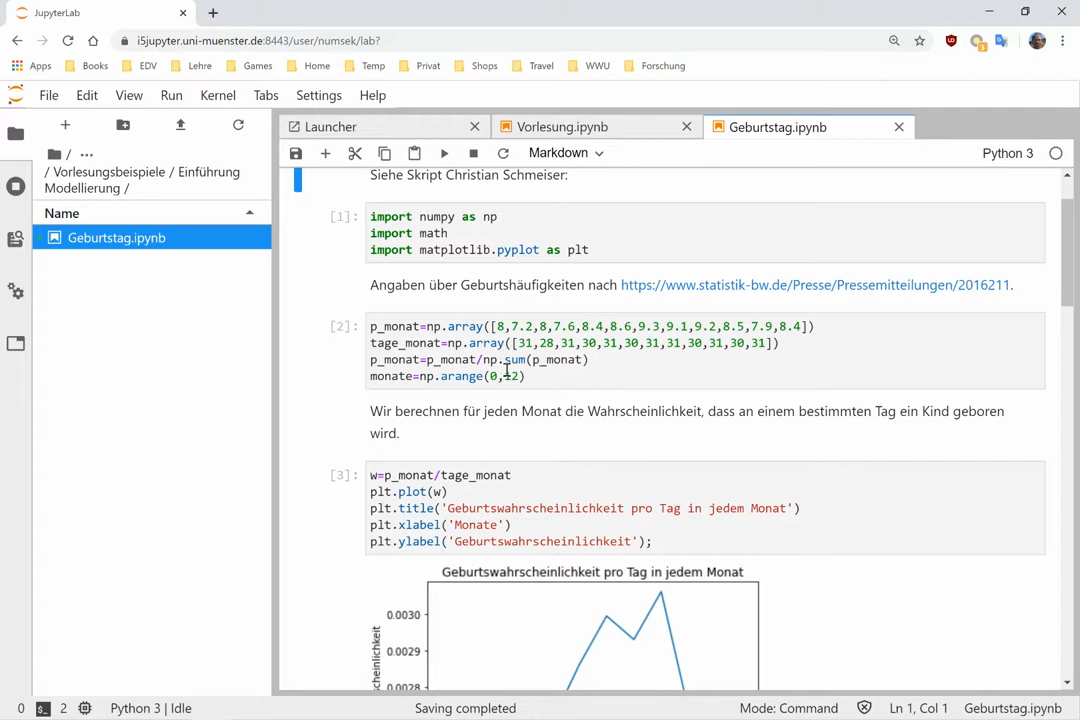 JupyterLab
i5jupyter.uni-muenster.de:8443/user/numsek/lab?
Apps Books EDV Lehre Games Home Temp Privat Shops Travel WWU Forschung
File Edit View Run Kernel Tabs Settings Help
Launcher Vorlesung.ipynb Geburtstag.ipynb
Markdown Python 3
/ ...
/ Vorlesungsbeispiele / Einführung
Modellierung /
Name
Geburtstag.ipynb
Siehe Skript Christian Schmeiser:
[1]: import numpy as np
import math
import matplotlib.pyplot as plt
Angaben über Geburtshäufigkeiten nach https://www.statistik-bw.de/Presse/Pressemitteilungen/2016211.
[2]: p_monat=np.array([8,7.2,8,7.6,8.4,8.6,9.3,9.1,9.2,8.5,7.9,8.4])
tage_monat=np.array([31,28,31,30,31,30,31,31,30,31,30,31])
p_monat=p_monat/np.sum(p_monat)
monate=np.arange(0,12)
Wir berechnen für jeden Monat die Wahrscheinlichkeit, dass an einem bestimmten Tag ein Kind geboren
wird.
[3]: w=p_monat/tage_monat
plt.plot(w)
plt.title('Geburtswahrscheinlichkeit pro Tag in jedem Monat')
plt.xlabel('Monate')
plt.ylabel('Geburtswahrscheinlichkeit');
Geburtswahrscheinlichkeit pro Tag in jedem Monat
0.0030
0.0029
0.0028
scheinlichkeit
0 2 Python 3 | Idle Saving completed Mode: Command Ln 1, Col 1 Geburtstag.ipynb